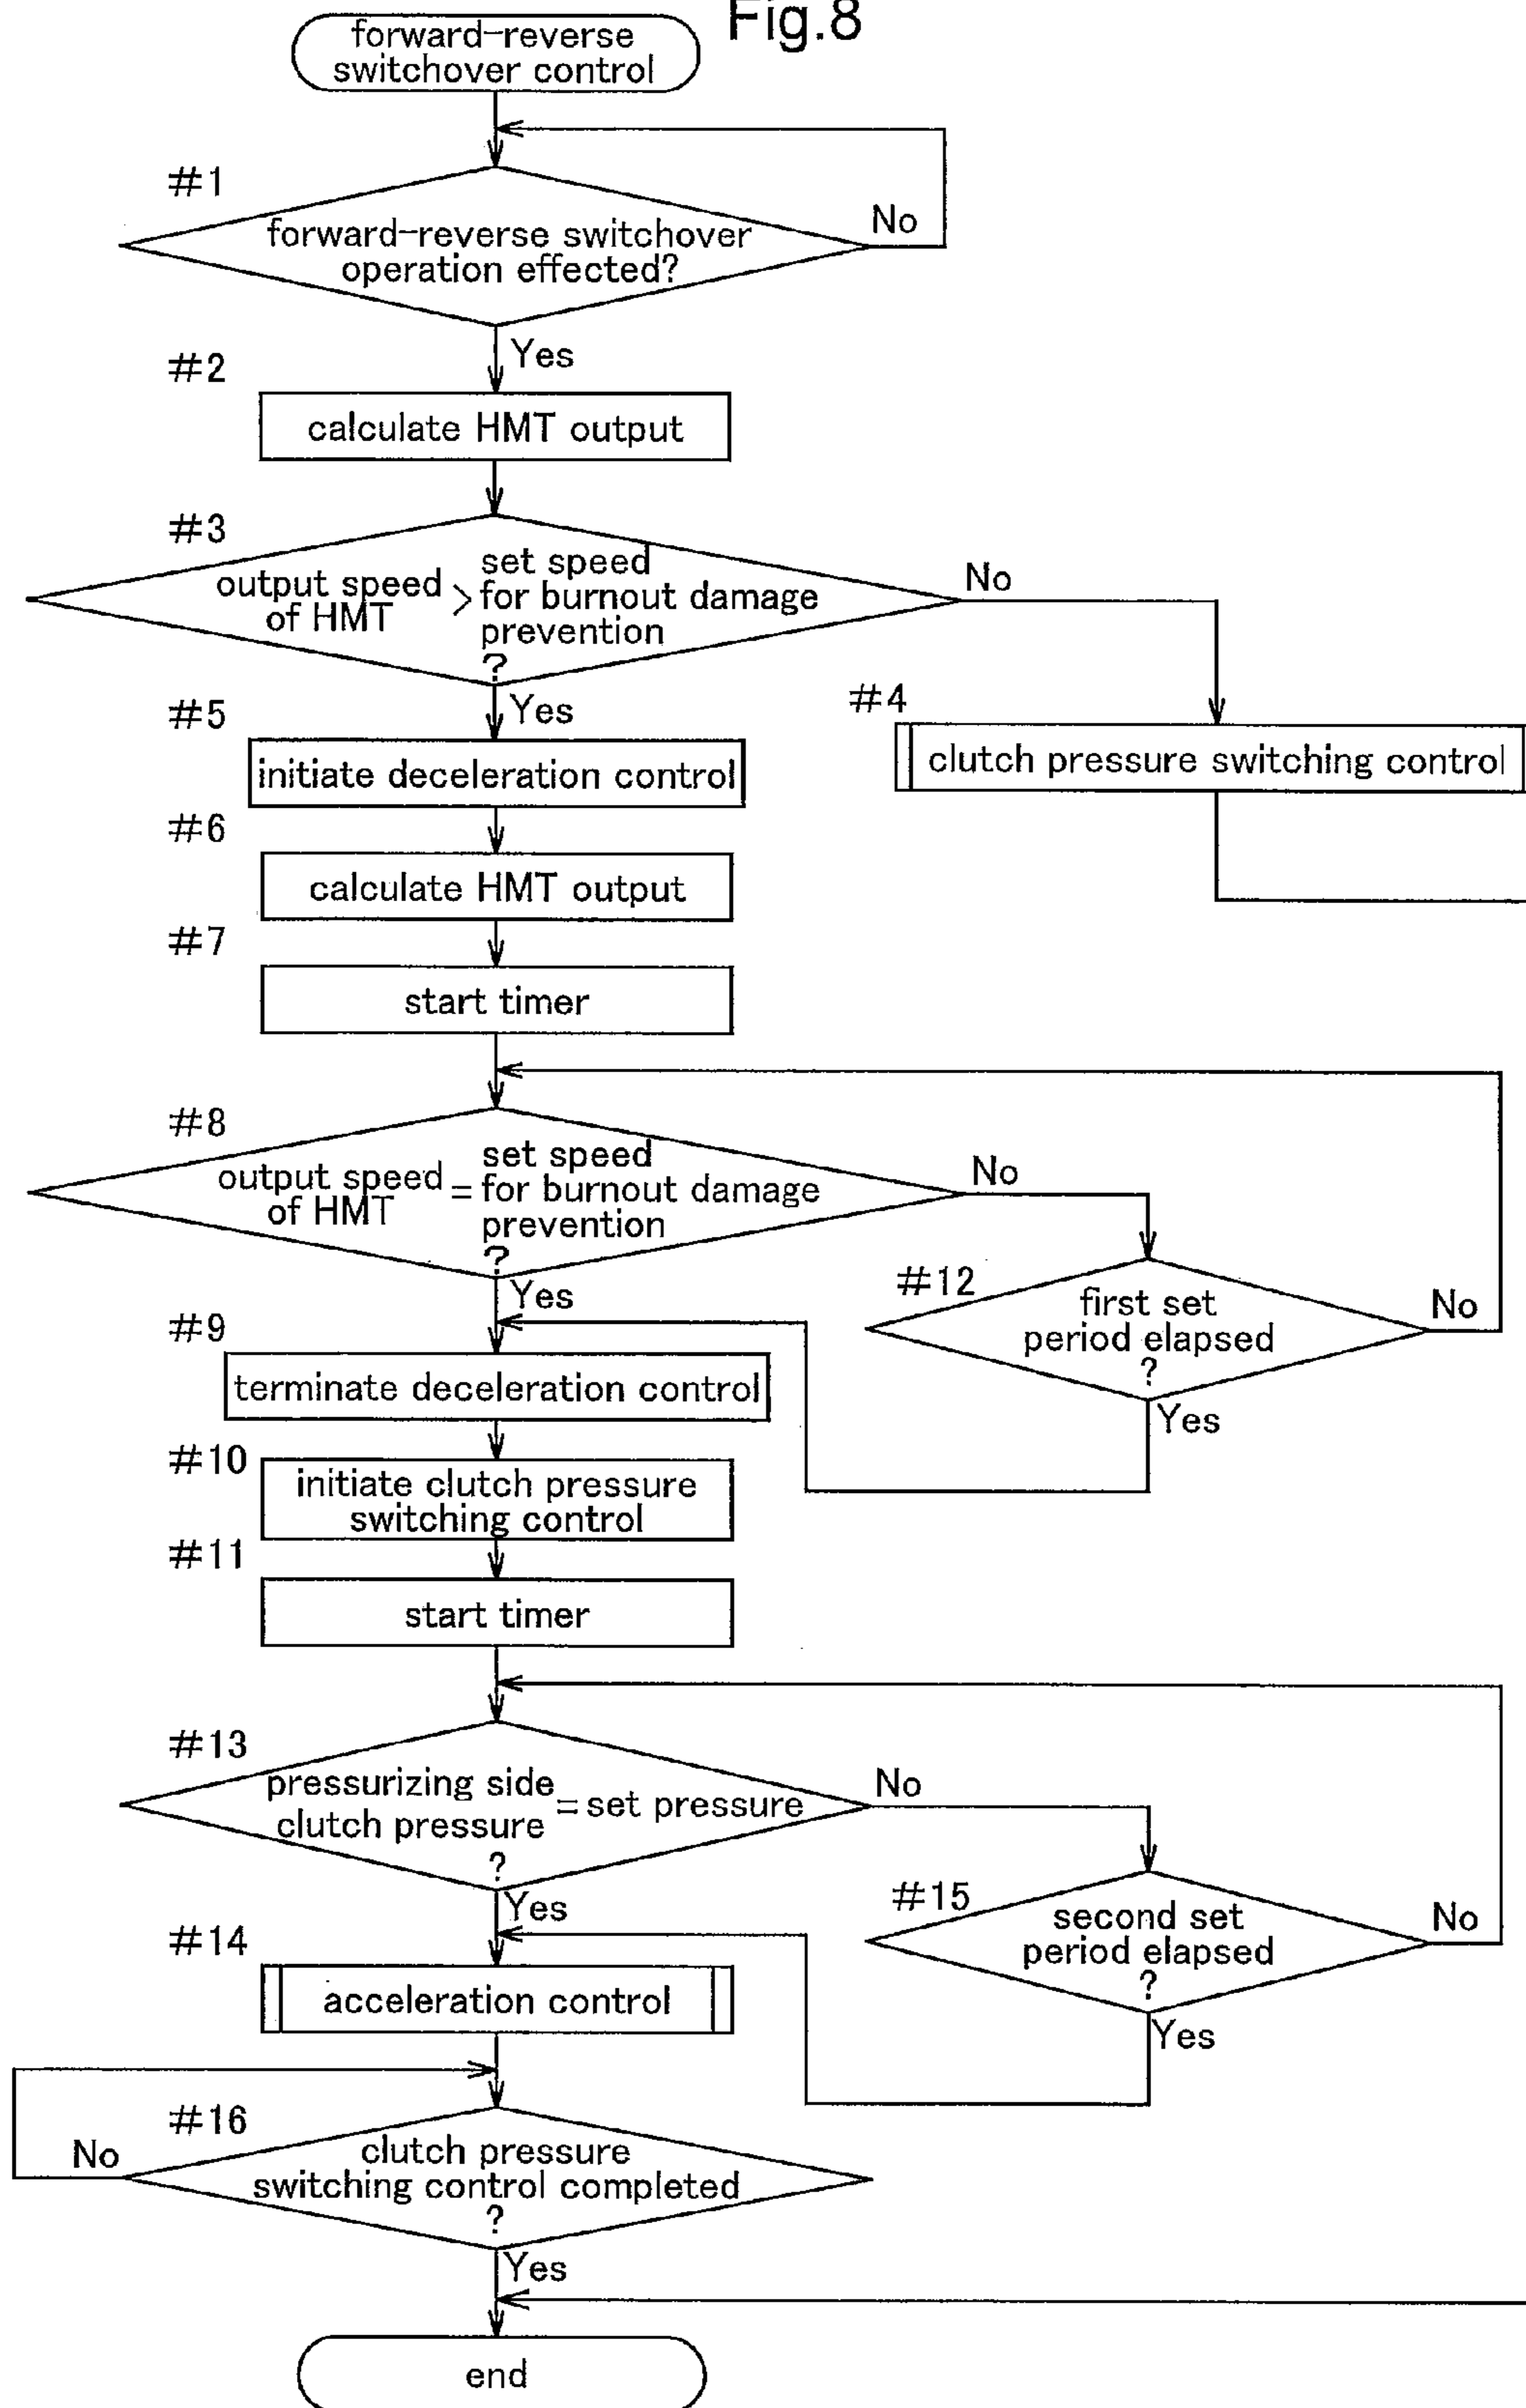 Fig.8
forward-reverse
switchover control
#1
forward-reverse switchover
operation effected?
No
Yes
#2
calculate HMT output
#3
output speed
of HMT
>
set speed
for burnout damage
prevention
?
No
Yes
#4
clutch pressure switching control
#5
initiate deceleration control
#6
calculate HMT output
#7
start timer
#8
output speed
of HMT
=
set speed
for burnout damage
prevention
?
No
Yes
#12
first set
period elapsed
?
No
Yes
#9
terminate deceleration control
#10
initiate clutch pressure
switching control
#11
start timer
#13
pressurizing side
clutch pressure
= set pressure
?
No
Yes
#15
second set
period elapsed
?
No
Yes
#14
acceleration control
#16
clutch pressure
switching control completed
?
No
Yes
end